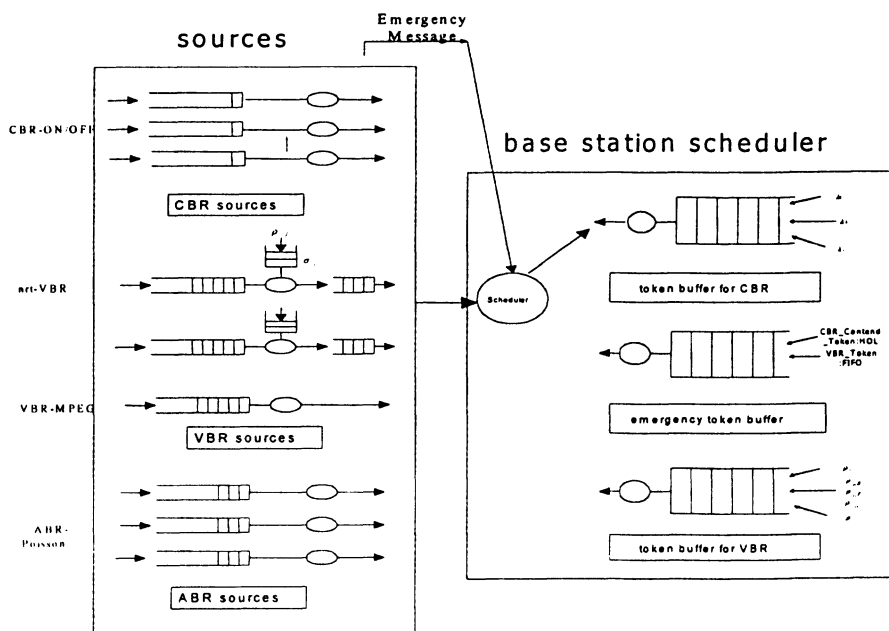 sources
Emergency
Message
CBR-ON/OFF
CBR sources
nrt-VBR
VBR-MPEG
VBR sources
ABR-
Poisson
ABR sources
base station scheduler
Scheduler
token buffer for CBR
CBR_Contend
_Token:HOL
VBR_Token
:FIFO
emergency token buffer
token buffer for VBR